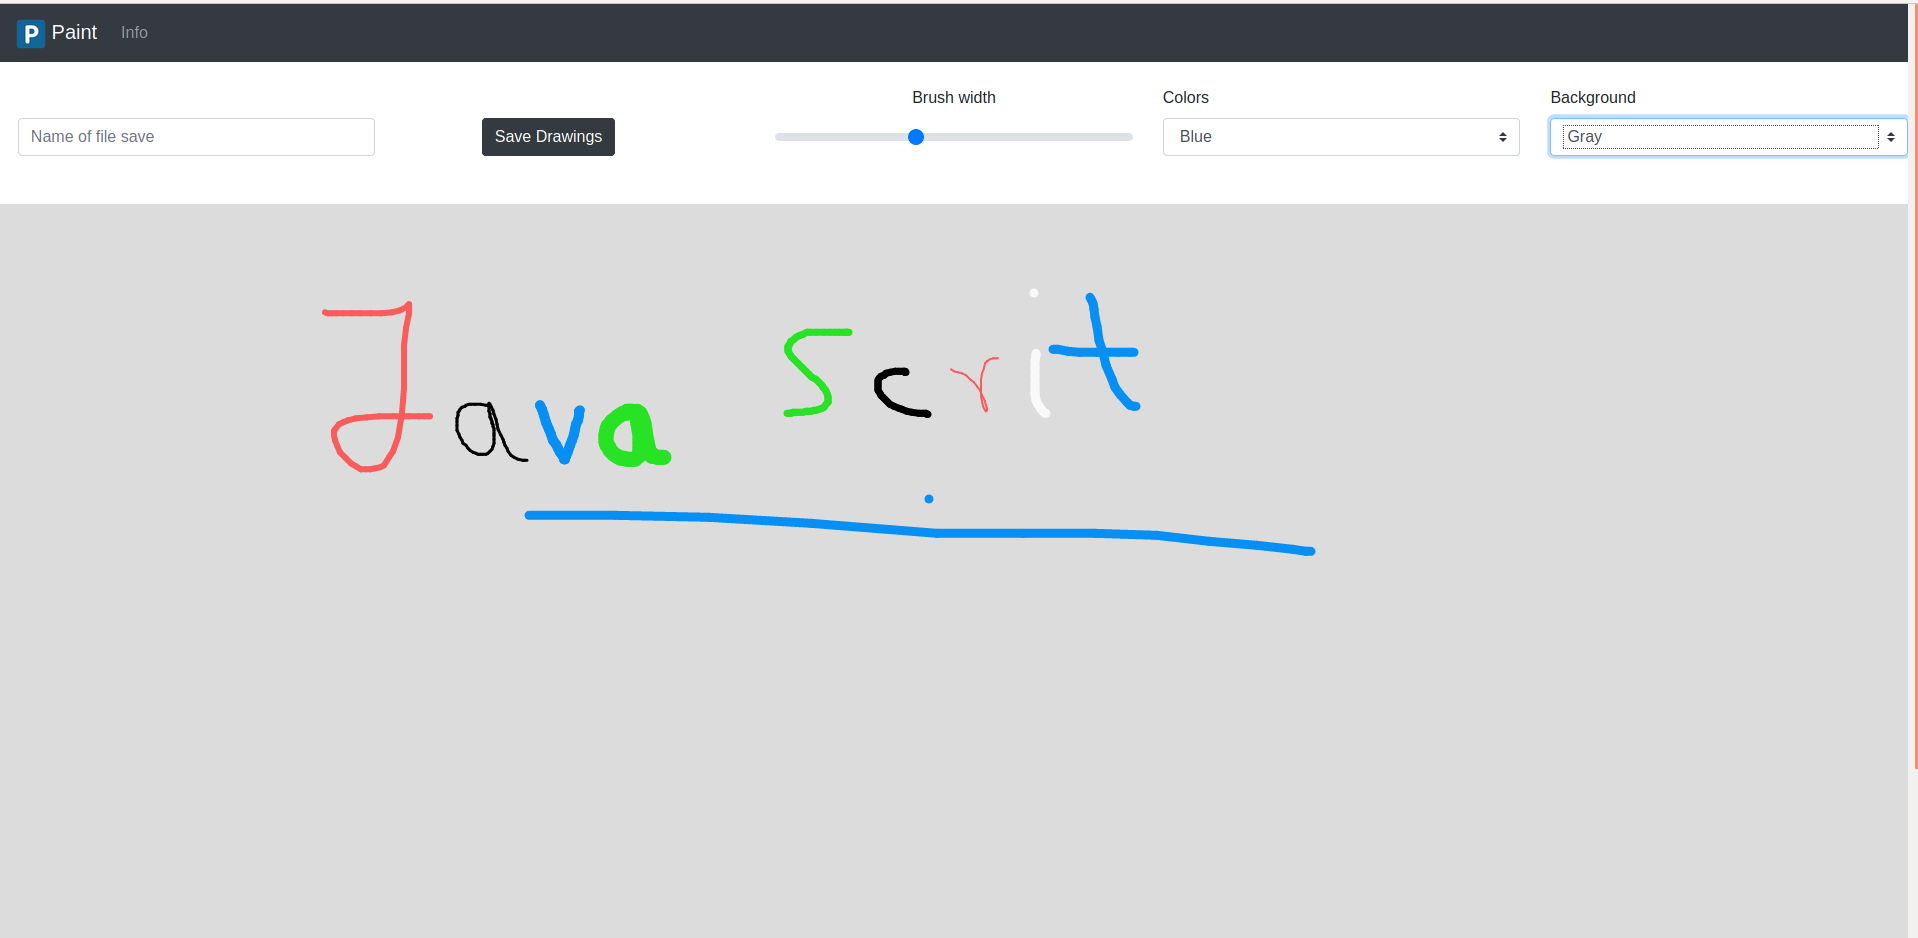 P Paint Info
Brush width Colors Background
Name of file save Save Drawings Blue Gray
Java Scrit